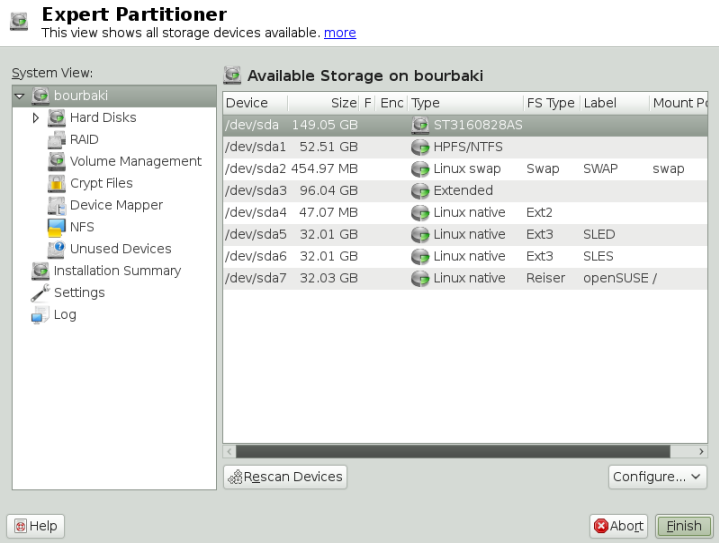 Expert Partitioner
This view shows all storage devices available. more
System View:
bourbaki
Hard Disks
RAID
Volume Management
Crypt Files
Device Mapper
NFS
Unused Devices
Installation Summary
Settings
Log
Available Storage on bourbaki
Device Size F Enc Type FS Type Label Mount Po
/dev/sda 149.05 GB ST3160828AS
/dev/sda1 52.51 GB HPFS/NTFS
/dev/sda2 454.97 MB Linux swap Swap SWAP swap
/dev/sda3 96.04 GB Extended
/dev/sda4 47.07 MB Linux native Ext2
/dev/sda5 32.01 GB Linux native Ext3 SLED
/dev/sda6 32.01 GB Linux native Ext3 SLES
/dev/sda7 32.03 GB Linux native Reiser openSUSE /
Rescan Devices
Configure...
Help
Abort
Finish